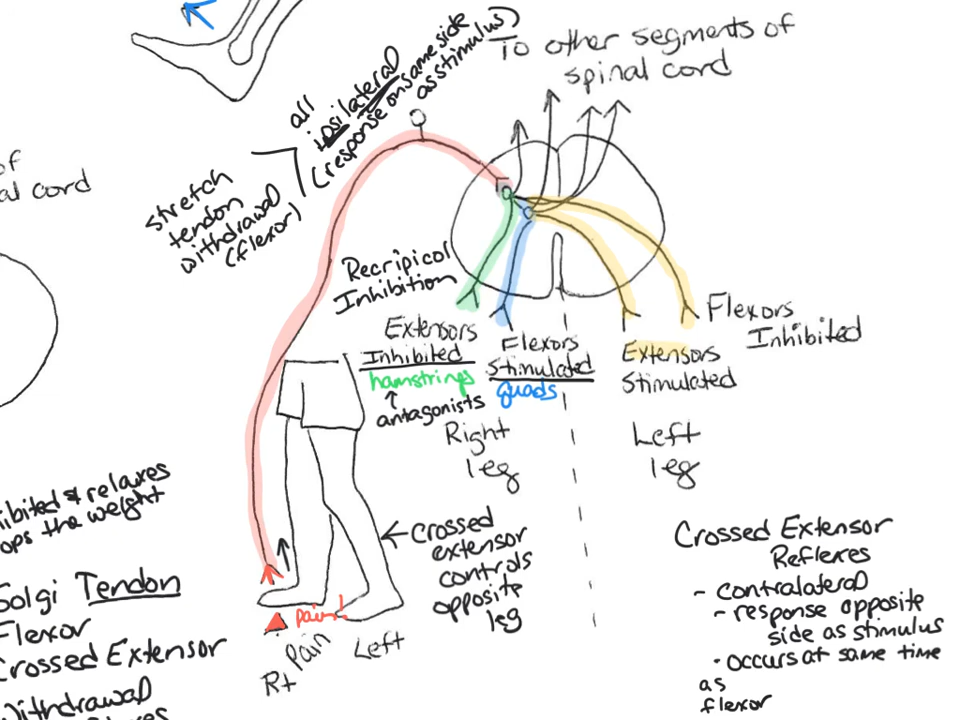 To other segments of
spinal cord
all
ipsilateral
(response on same side
as stimulus)
stretch
tendon
withdrawal
(flexor)
of
al cord
Recripicol
Inhibition
Extensors
Inhibited
hamstrings
↑
antagonists
Right
leg
Flexors
Stimulated
quads
Extensors
Stimulated
Flexors
Inhibited
Left
leg
← crossed
extensor
controls
opposite
leg
pain!
Rt
Pain
Left
ibited & relaxes
ops the weight
Golgi Tendon
Flexor
Crossed Extensor
Withdrawal
Crossed Extensor
Reflexes
- contralateral
- response opposite
side as stimulus
· occurs at same time
as
flexor